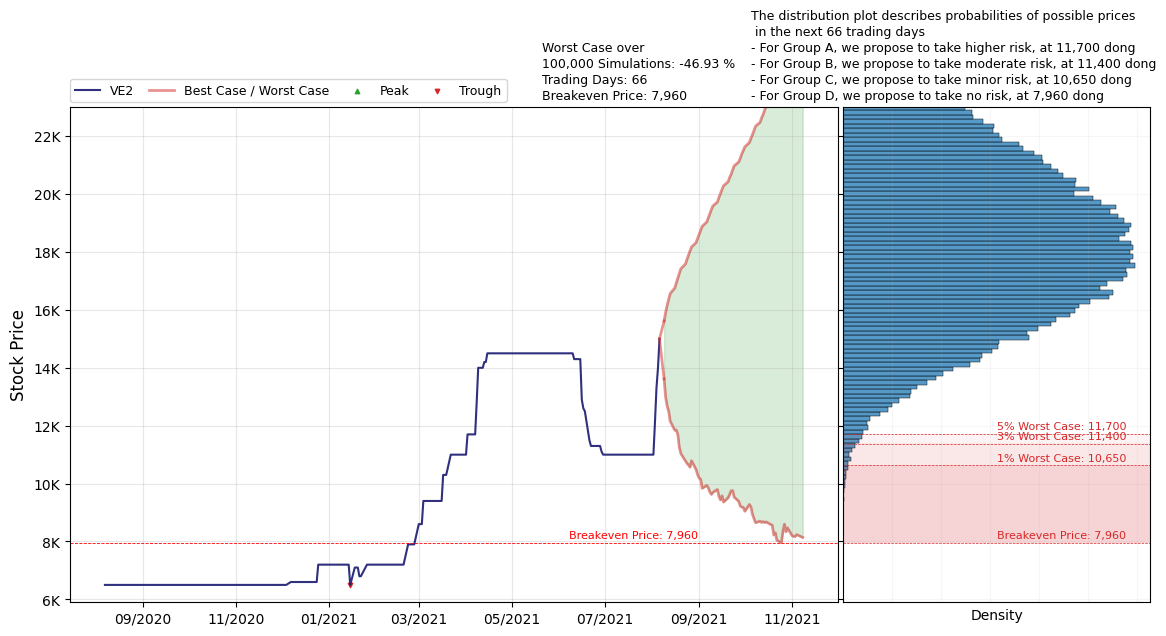 The distribution plot describes probabilities of possible prices
in the next 66 trading days
- For Group A, we propose to take higher risk, at 11,700 dong
- For Group B, we propose to take moderate risk, at 11,400 dong
- For Group C, we propose to take minor risk, at 10,650 dong
- For Group D, we propose to take no risk, at 7,960 dong
Worst Case over
100,000 Simulations: -46.93 %
Trading Days: 66
Breakeven Price: 7,960
VE2
Best Case / Worst Case
Peak
Trough
Stock Price
22K
20K
18K
16K
14K
12K
10K
8K
6K
Breakeven Price: 7,960
09/2020
11/2020
01/2021
03/2021
05/2021
07/2021
09/2021
11/2021
5% Worst Case: 11,700
3% Worst Case: 11,400
1% Worst Case: 10,650
Breakeven Price: 7,960
Density